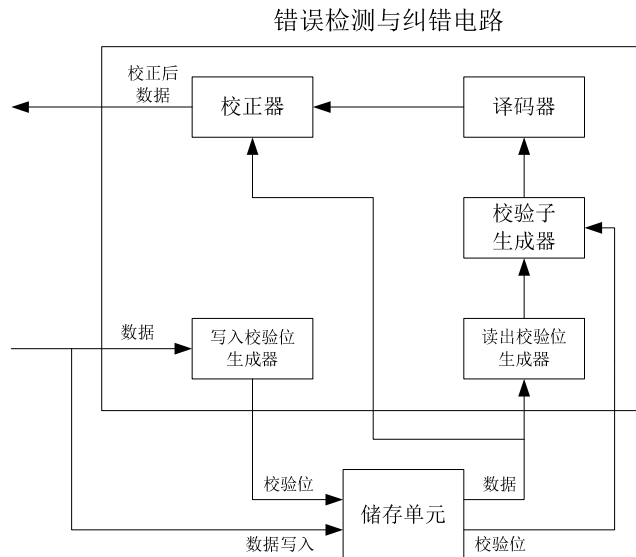 错误检测与纠错电路
校正后
数据
校正器
译码器
校验子
生成器
数据
写入校验位
生成器
读出校验位
生成器
校验位
储存单元
数据
数据写入
校验位